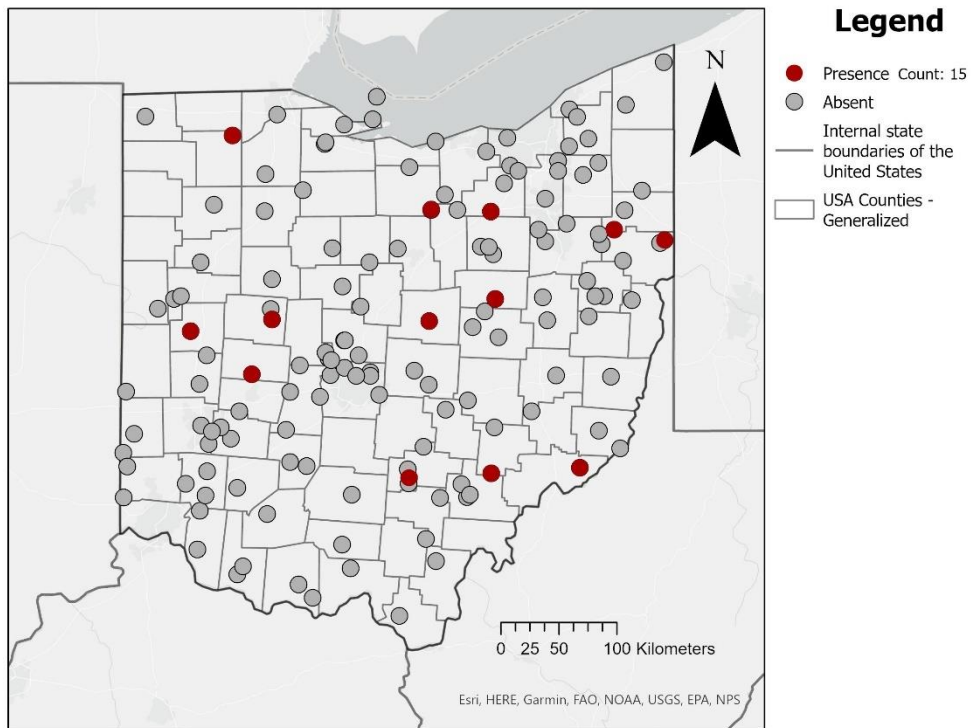 Legend
N
Presence Count: 15
Absent
Internal state
boundaries of the
United States
USA Counties -
Generalized
0 25 50 100 Kilometers
Esri, HERE, Garmin, FAO, NOAA, USGS, EPA, NPS